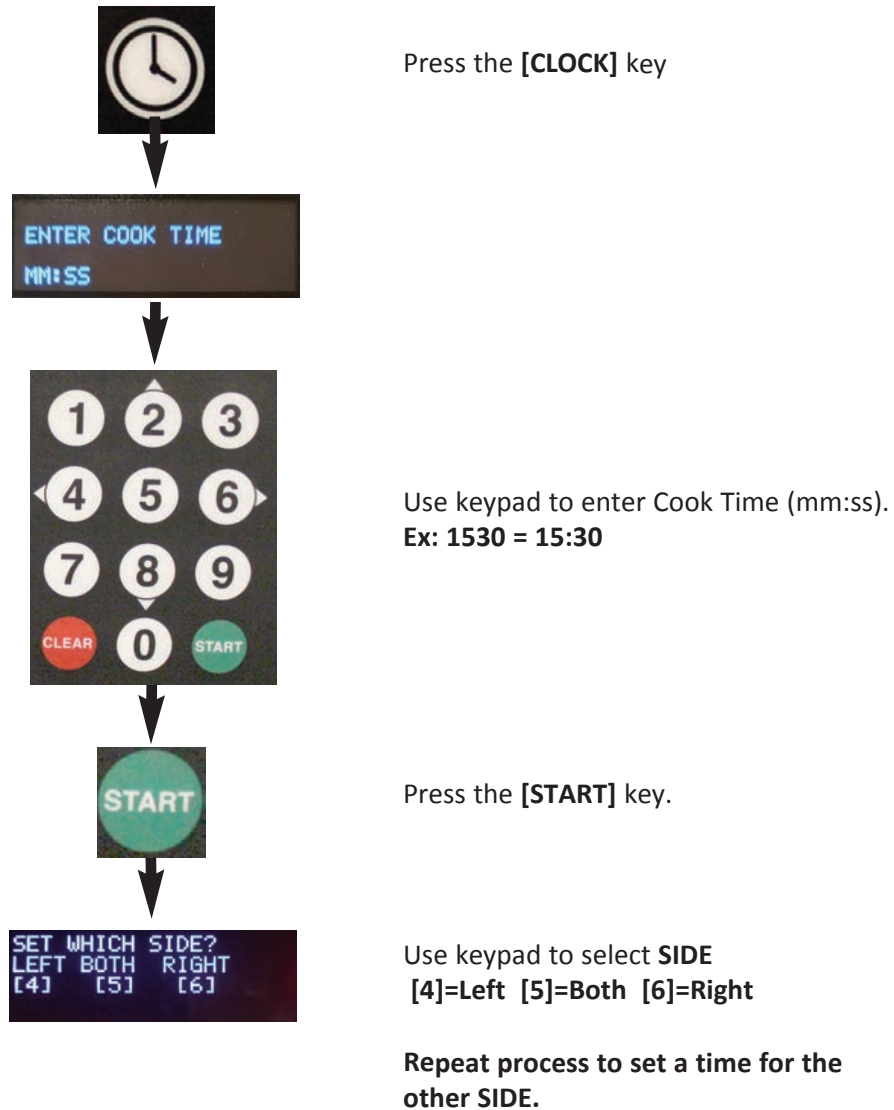 Press the [CLOCK] key
ENTER COOK TIME
MM:SS
1 2 3
4 5 6
7 8 9
CLEAR 0 START
Use keypad to enter Cook Time (mm:ss).
Ex: 1530 = 15:30
START
Press the [START] key.
SET WHICH SIDE?
LEFT BOTH RIGHT
[4] [5] [6]
Use keypad to select SIDE
[4]=Left [5]=Both [6]=Right
Repeat process to set a time for the
other SIDE.